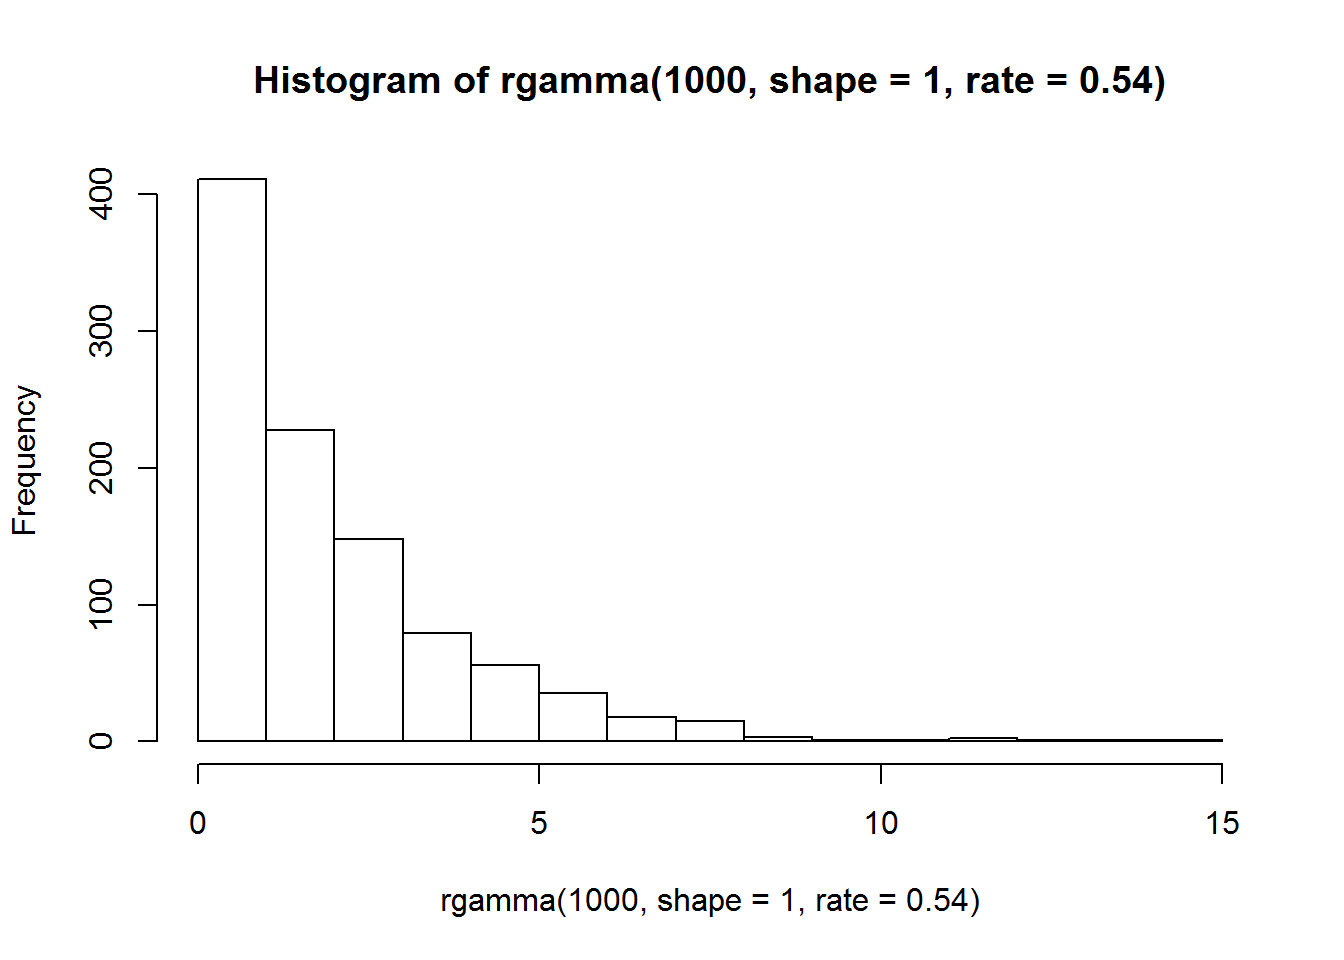 Histogram of rgamma(1000, shape = 1, rate = 0.54)
Frequency
400
300
200
100
0
0 5 10 15
rgamma(1000, shape = 1, rate = 0.54)